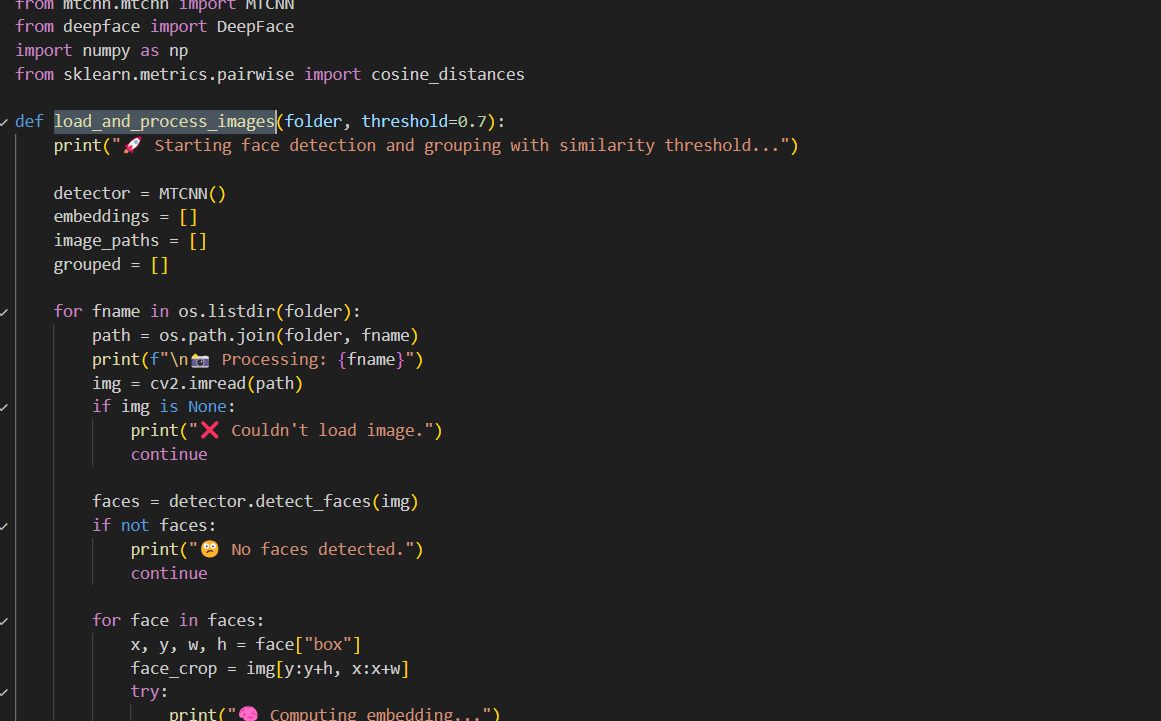 from mtcnn.mtcnn import MTCNN
from deepface import DeepFace
import numpy as np
from sklearn.metrics.pairwise import cosine_distances

def load_and_process_images(folder, threshold=0.7):
    print("🚀 Starting face detection and grouping with similarity threshold...")

    detector = MTCNN()
    embeddings = []
    image_paths = []
    grouped = []

    for fname in os.listdir(folder):
        path = os.path.join(folder, fname)
        print(f"\n📸 Processing: {fname}")
        img = cv2.imread(path)
        if img is None:
            print("❌ Couldn't load image.")
            continue

        faces = detector.detect_faces(img)
        if not faces:
            print("😕 No faces detected.")
            continue

        for face in faces:
            x, y, w, h = face["box"]
            face_crop = img[y:y+h, x:x+w]
            try:
                print("🧠 Computing embedding...")